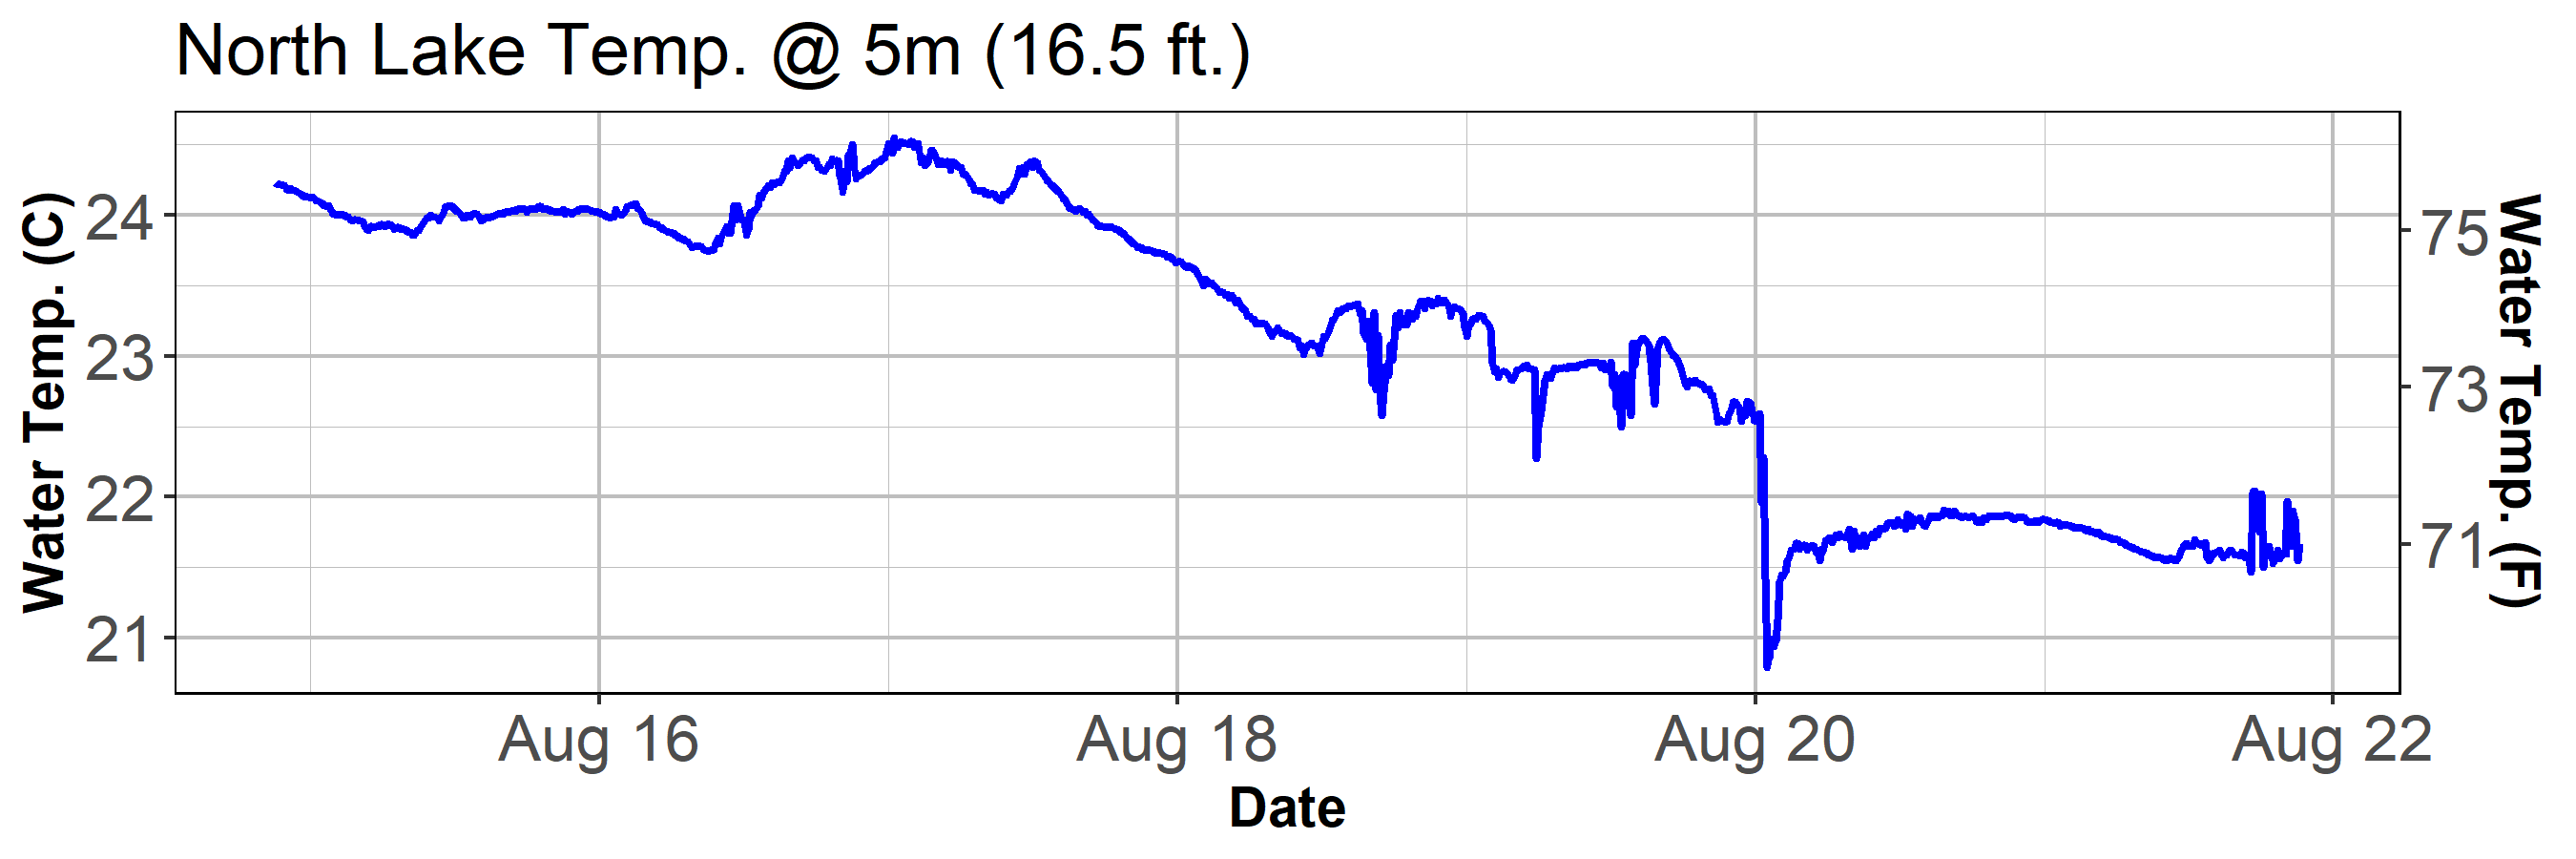 North Lake Temp. @ 5m (16.5 ft.)
Water Temp. (C)
24
23
22
21
75
73
71
Water Temp. (F)
Aug 16
Aug 18
Aug 20
Aug 22
Date